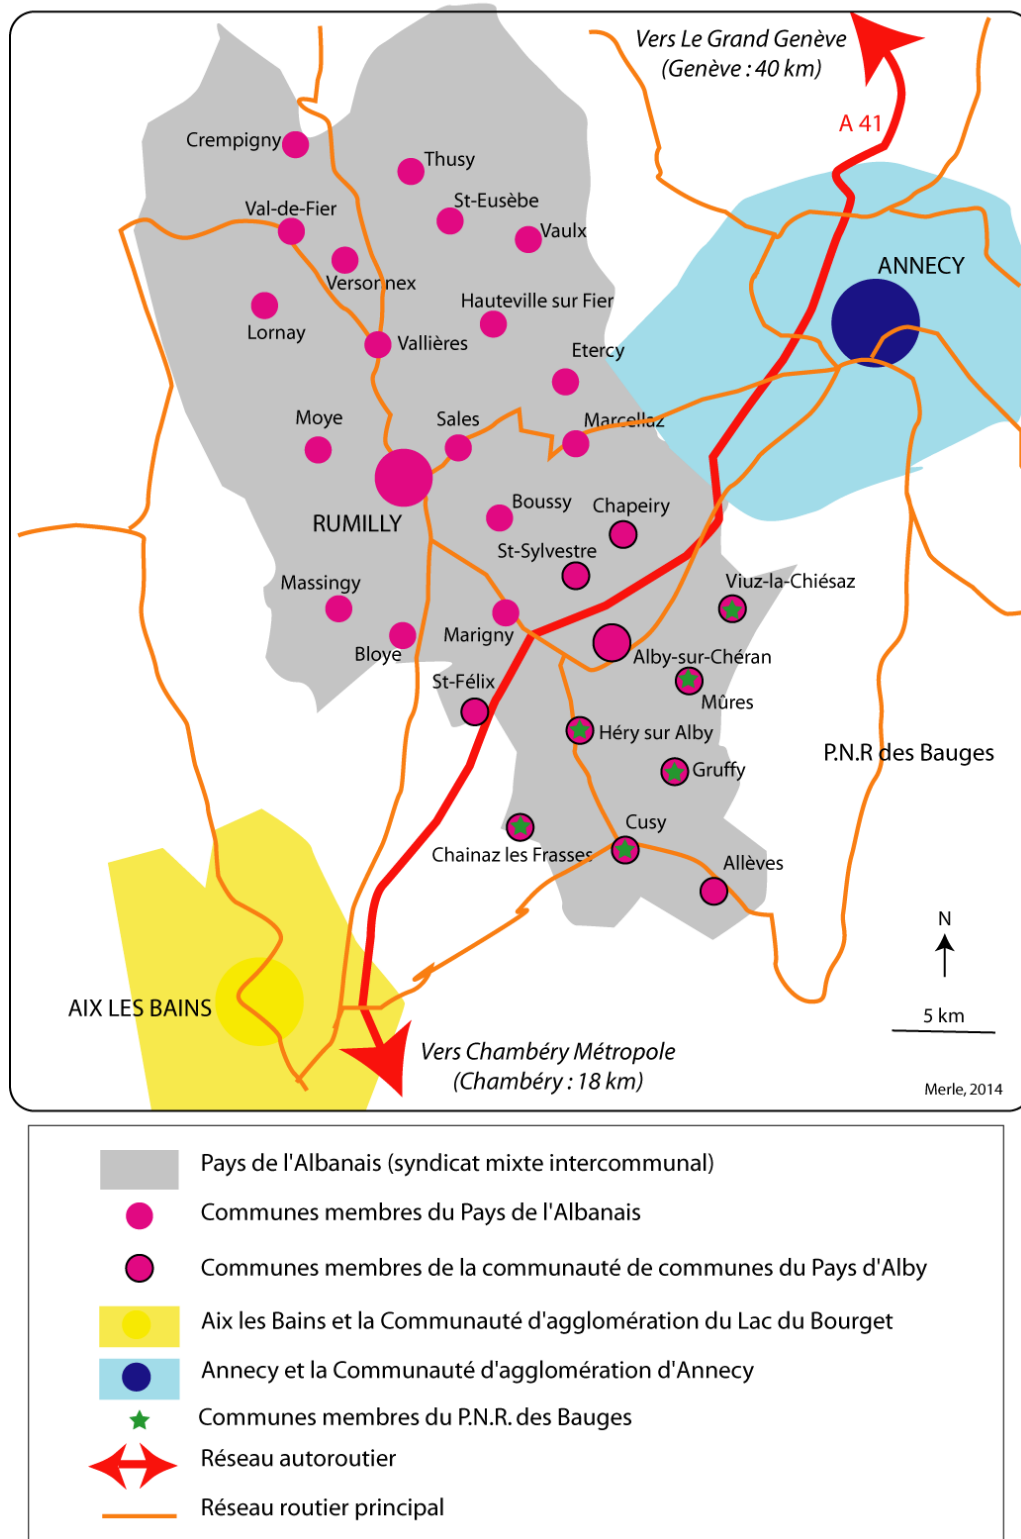 Vers Le Grand Genève
(Genève : 40 km)
A 41
Crempigny
Thusy
St-Eusèbe
Val-de-Fier
Vaulx
ANNECY
Versonnex
Hauteville sur Fier
Lornay
Vallières
Etercy
Moye
Sales
Marcellaz
RUMILLY
Boussy
Chapeiry
St-Sylvestre
Massingy
Viuz-la-Chiésaz
Marigny
Bloye
Alby-sur-Chéran
St-Félix
Mûres
Héry sur Alby
P.N.R des Bauges
Gruffy
Cusy
Chainaz les Frasses
Allèves
N
AIX LES BAINS
5 km
Vers Chambéry Métropole
(Chambéry : 18 km)
Merle, 2014
Pays de l'Albanais (syndicat mixte intercommunal)
Communes membres du Pays de l'Albanais
Communes membres de la communauté de communes du Pays d'Alby
Aix les Bains et la Communauté d'agglomération du Lac du Bourget
Annecy et la Communauté d'agglomération d'Annecy
Communes membres du P.N.R. des Bauges
Réseau autoroutier
Réseau routier principal